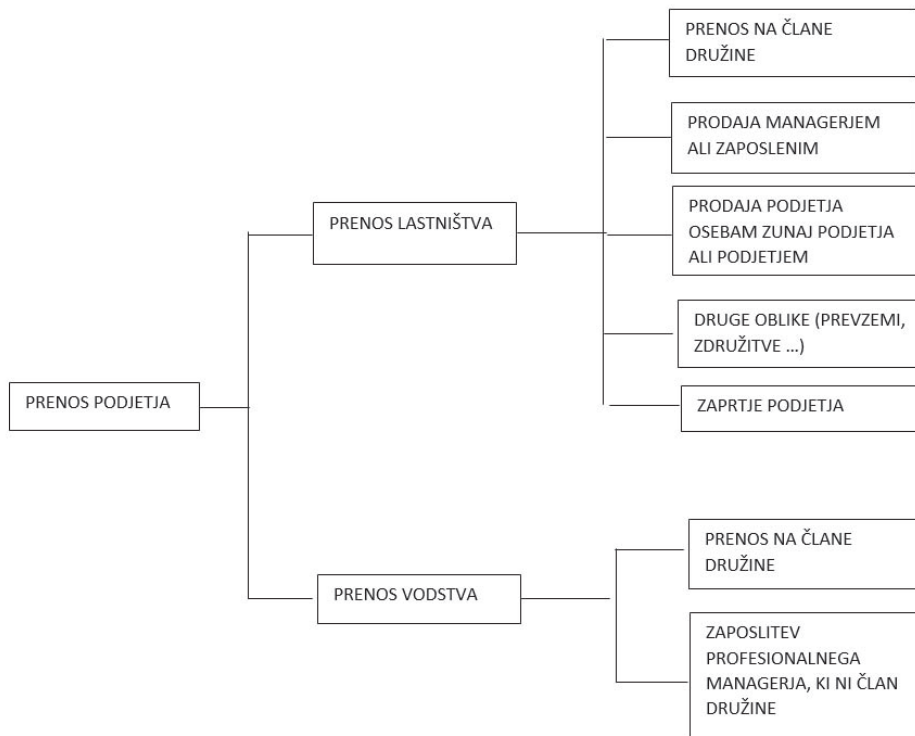 PRENOS NA ČLANE
DRUŽINE
PRODAJA MANAGERJEM
ALI ZAPOSLENIM
PRENOS LASTNIŠTVA
PRODAJA PODJETJA
OSEBAM ZUNAJ PODJETJA
ALI PODJETJEM
DRUGE OBLIKE (PREVZEMI,
ZDRUŽITVE ...)
PRENOS PODJETJA
ZAPRTJE PODJETJA
PRENOS NA ČLANE
DRUŽINE
PRENOS VODSTVA
ZAPOSLITEV
PROFESIONALNEGA
MANAGERJA, KI NI ČLAN
DRUŽINE